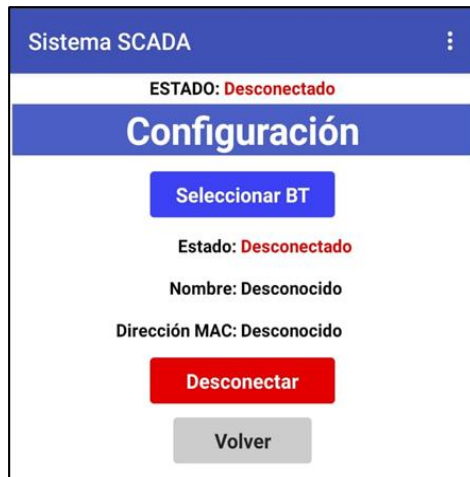 Sistema SCADA
ESTADO: Desconectado
Configuración
Seleccionar BT
Estado: Desconectado
Nombre: Desconocido
Dirección MAC: Desconocido
Desconectar
Volver